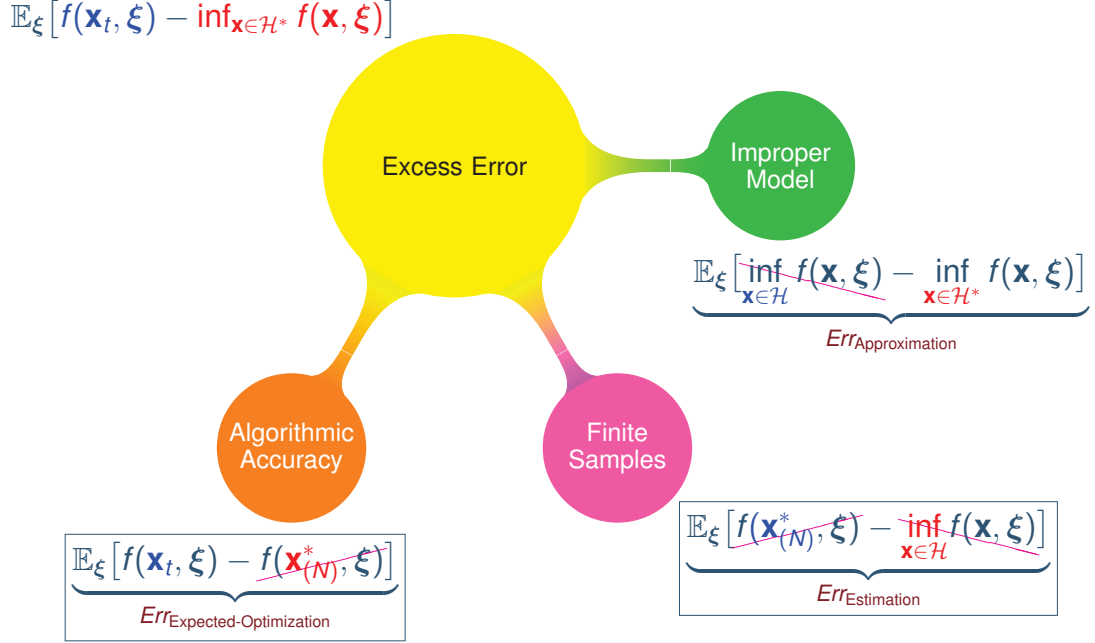 𝔼_ξ[f(𝐱_t, ξ) − inf_{𝐱∈ℋ*} f(𝐱, ξ)]
Excess Error
Improper
Model
𝔼_ξ[inf_{𝐱∈ℋ} f(𝐱, ξ) − inf_{𝐱∈ℋ*} f(𝐱, ξ)]
Err_Approximation
Algorithmic
Accuracy
Finite
Samples
𝔼_ξ[f(𝐱*_(N), ξ) − inf_{𝐱∈ℋ} f(𝐱, ξ)]
Err_Estimation
𝔼_ξ[f(𝐱_t, ξ) − f(𝐱*_(N), ξ)]
Err_Expected-Optimization